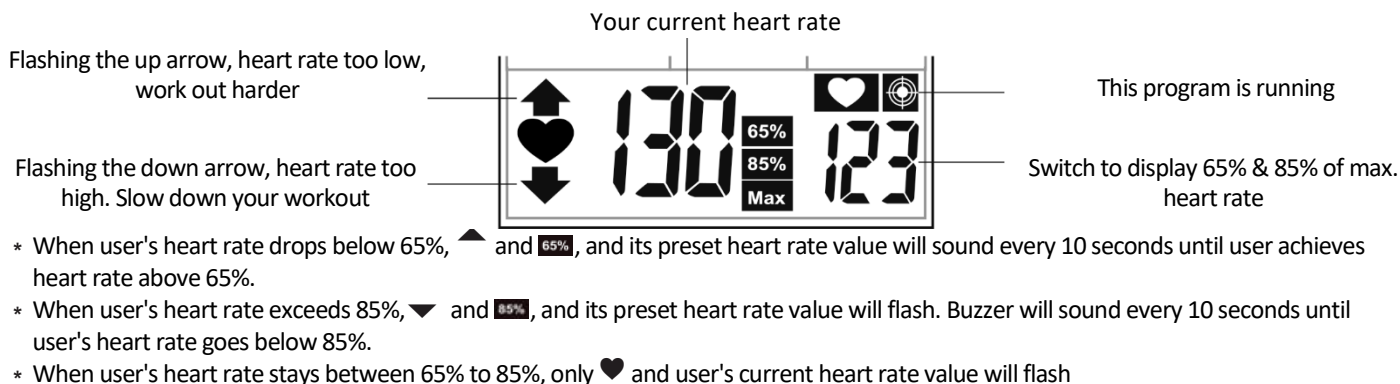 Your current heart rate
Flashing the up arrow, heart rate too low,
work out harder
130
65%
85%
Max
123
This program is running
Flashing the down arrow, heart rate too
high. Slow down your workout
Switch to display 65% & 85% of max.
heart rate
* When user's heart rate drops below 65%, and 65%, and its preset heart rate value will sound every 10 seconds until user achieves
heart rate above 65%.
* When user's heart rate exceeds 85%, and 85%, and its preset heart rate value will flash. Buzzer will sound every 10 seconds until
user's heart rate goes below 85%.
* When user's heart rate stays between 65% to 85%, only and user's current heart rate value will flash